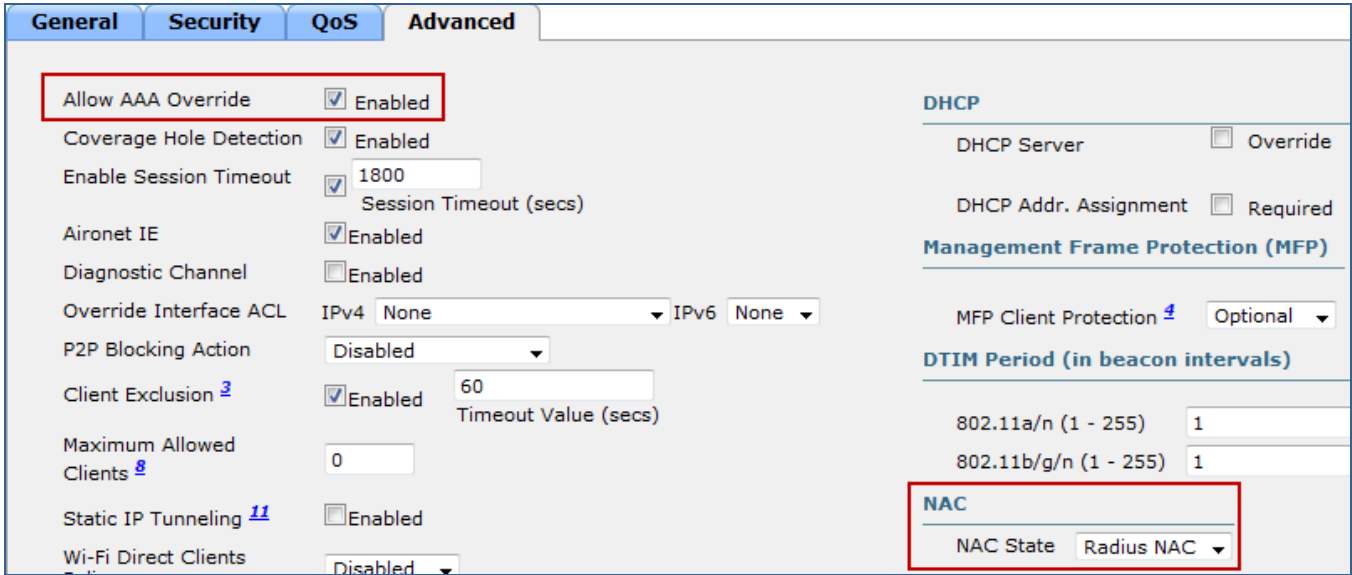 General Security QoS Advanced
Allow AAA Override Enabled
Coverage Hole Detection Enabled
Enable Session Timeout 1800
Session Timeout (secs)
Aironet IE Enabled
Diagnostic Channel Enabled
Override Interface ACL IPv4 None IPv6 None
P2P Blocking Action Disabled
Client Exclusion 3 Enabled 60
Timeout Value (secs)
Maximum Allowed
Clients 8 0
Static IP Tunneling 11 Enabled
Wi-Fi Direct Clients
Disabled
DHCP
DHCP Server Override
DHCP Addr. Assignment Required
Management Frame Protection (MFP)
MFP Client Protection 4 Optional
DTIM Period (in beacon intervals)
802.11a/n (1 - 255) 1
802.11b/g/n (1 - 255) 1
NAC
NAC State Radius NAC